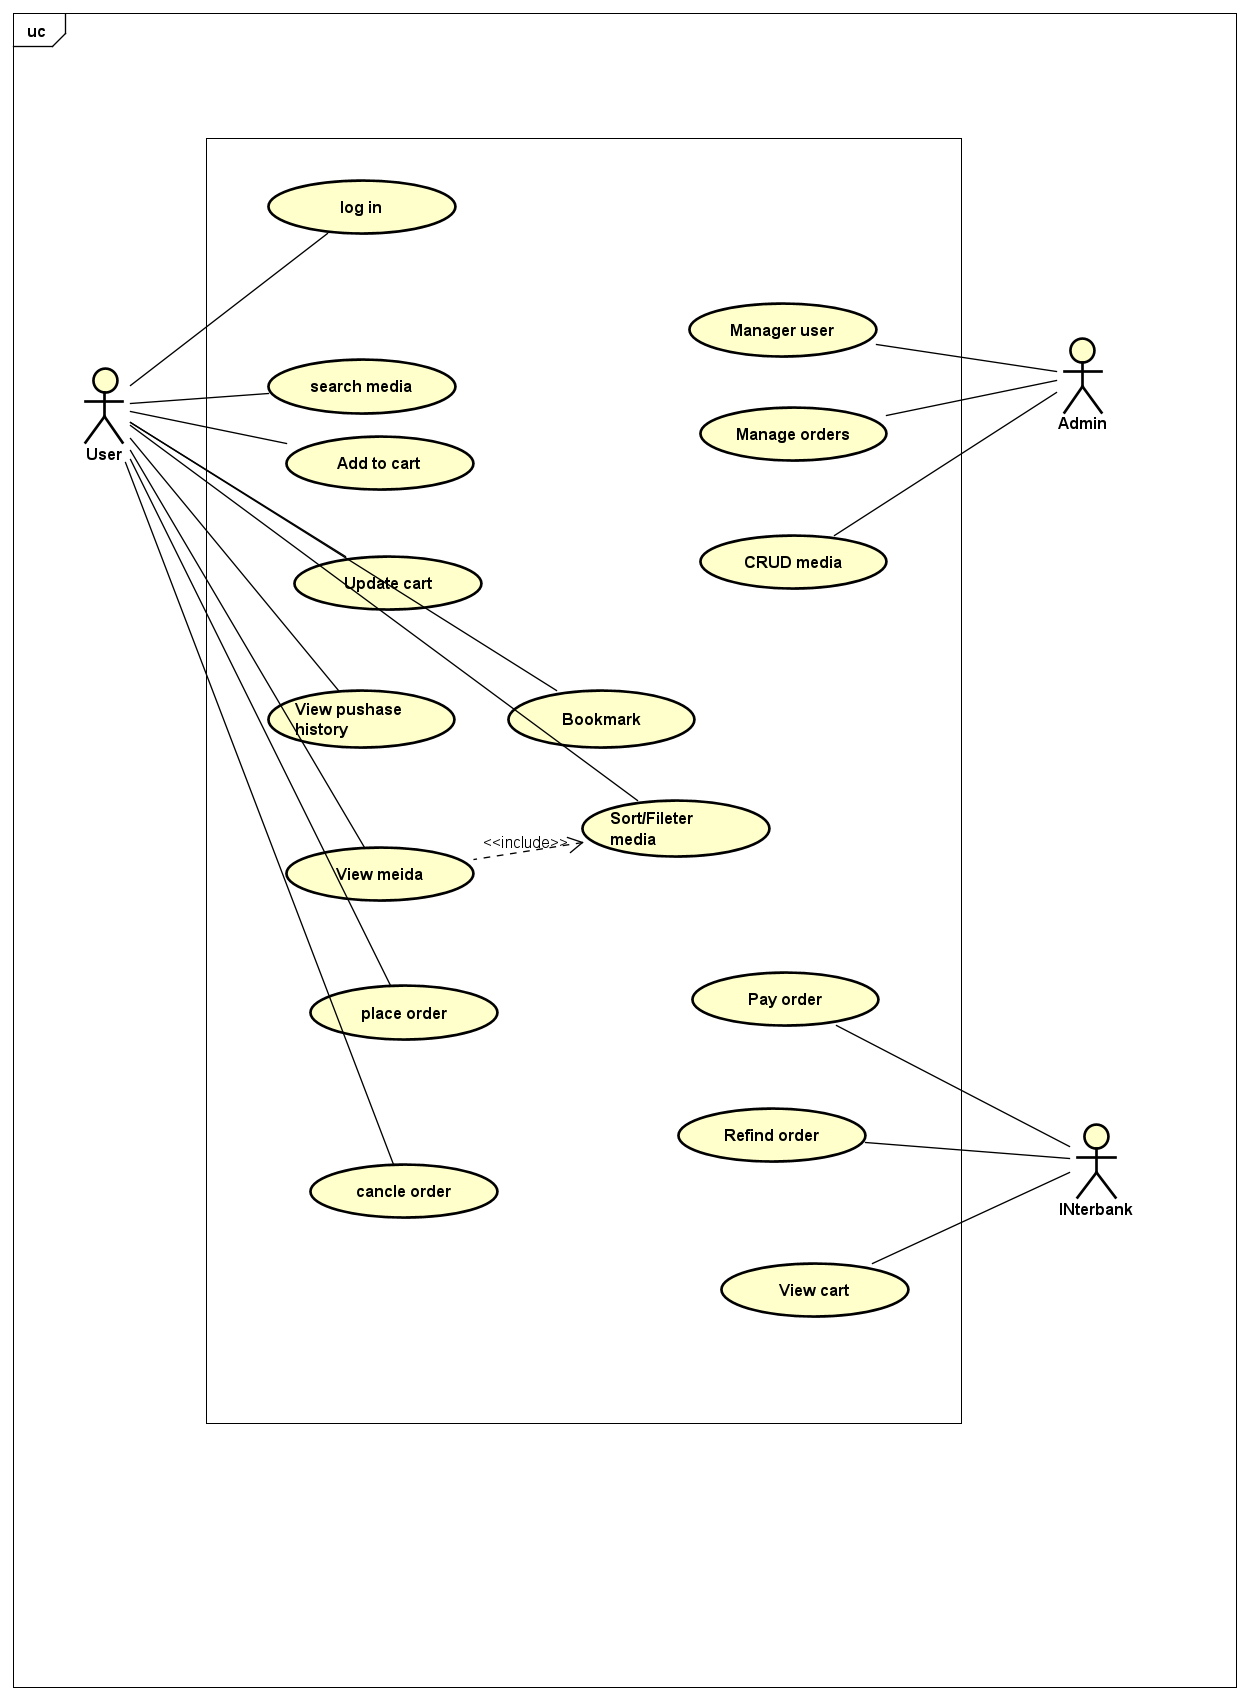 uc
log in
Manager user
search media
User
Admin
Manage orders
Add to cart
CRUD media
Update cart
View pushase
history
Bookmark
Sort/Fileter
media
<<include>>
View meida
Pay order
place order
Refind order
cancle order
INterbank
View cart